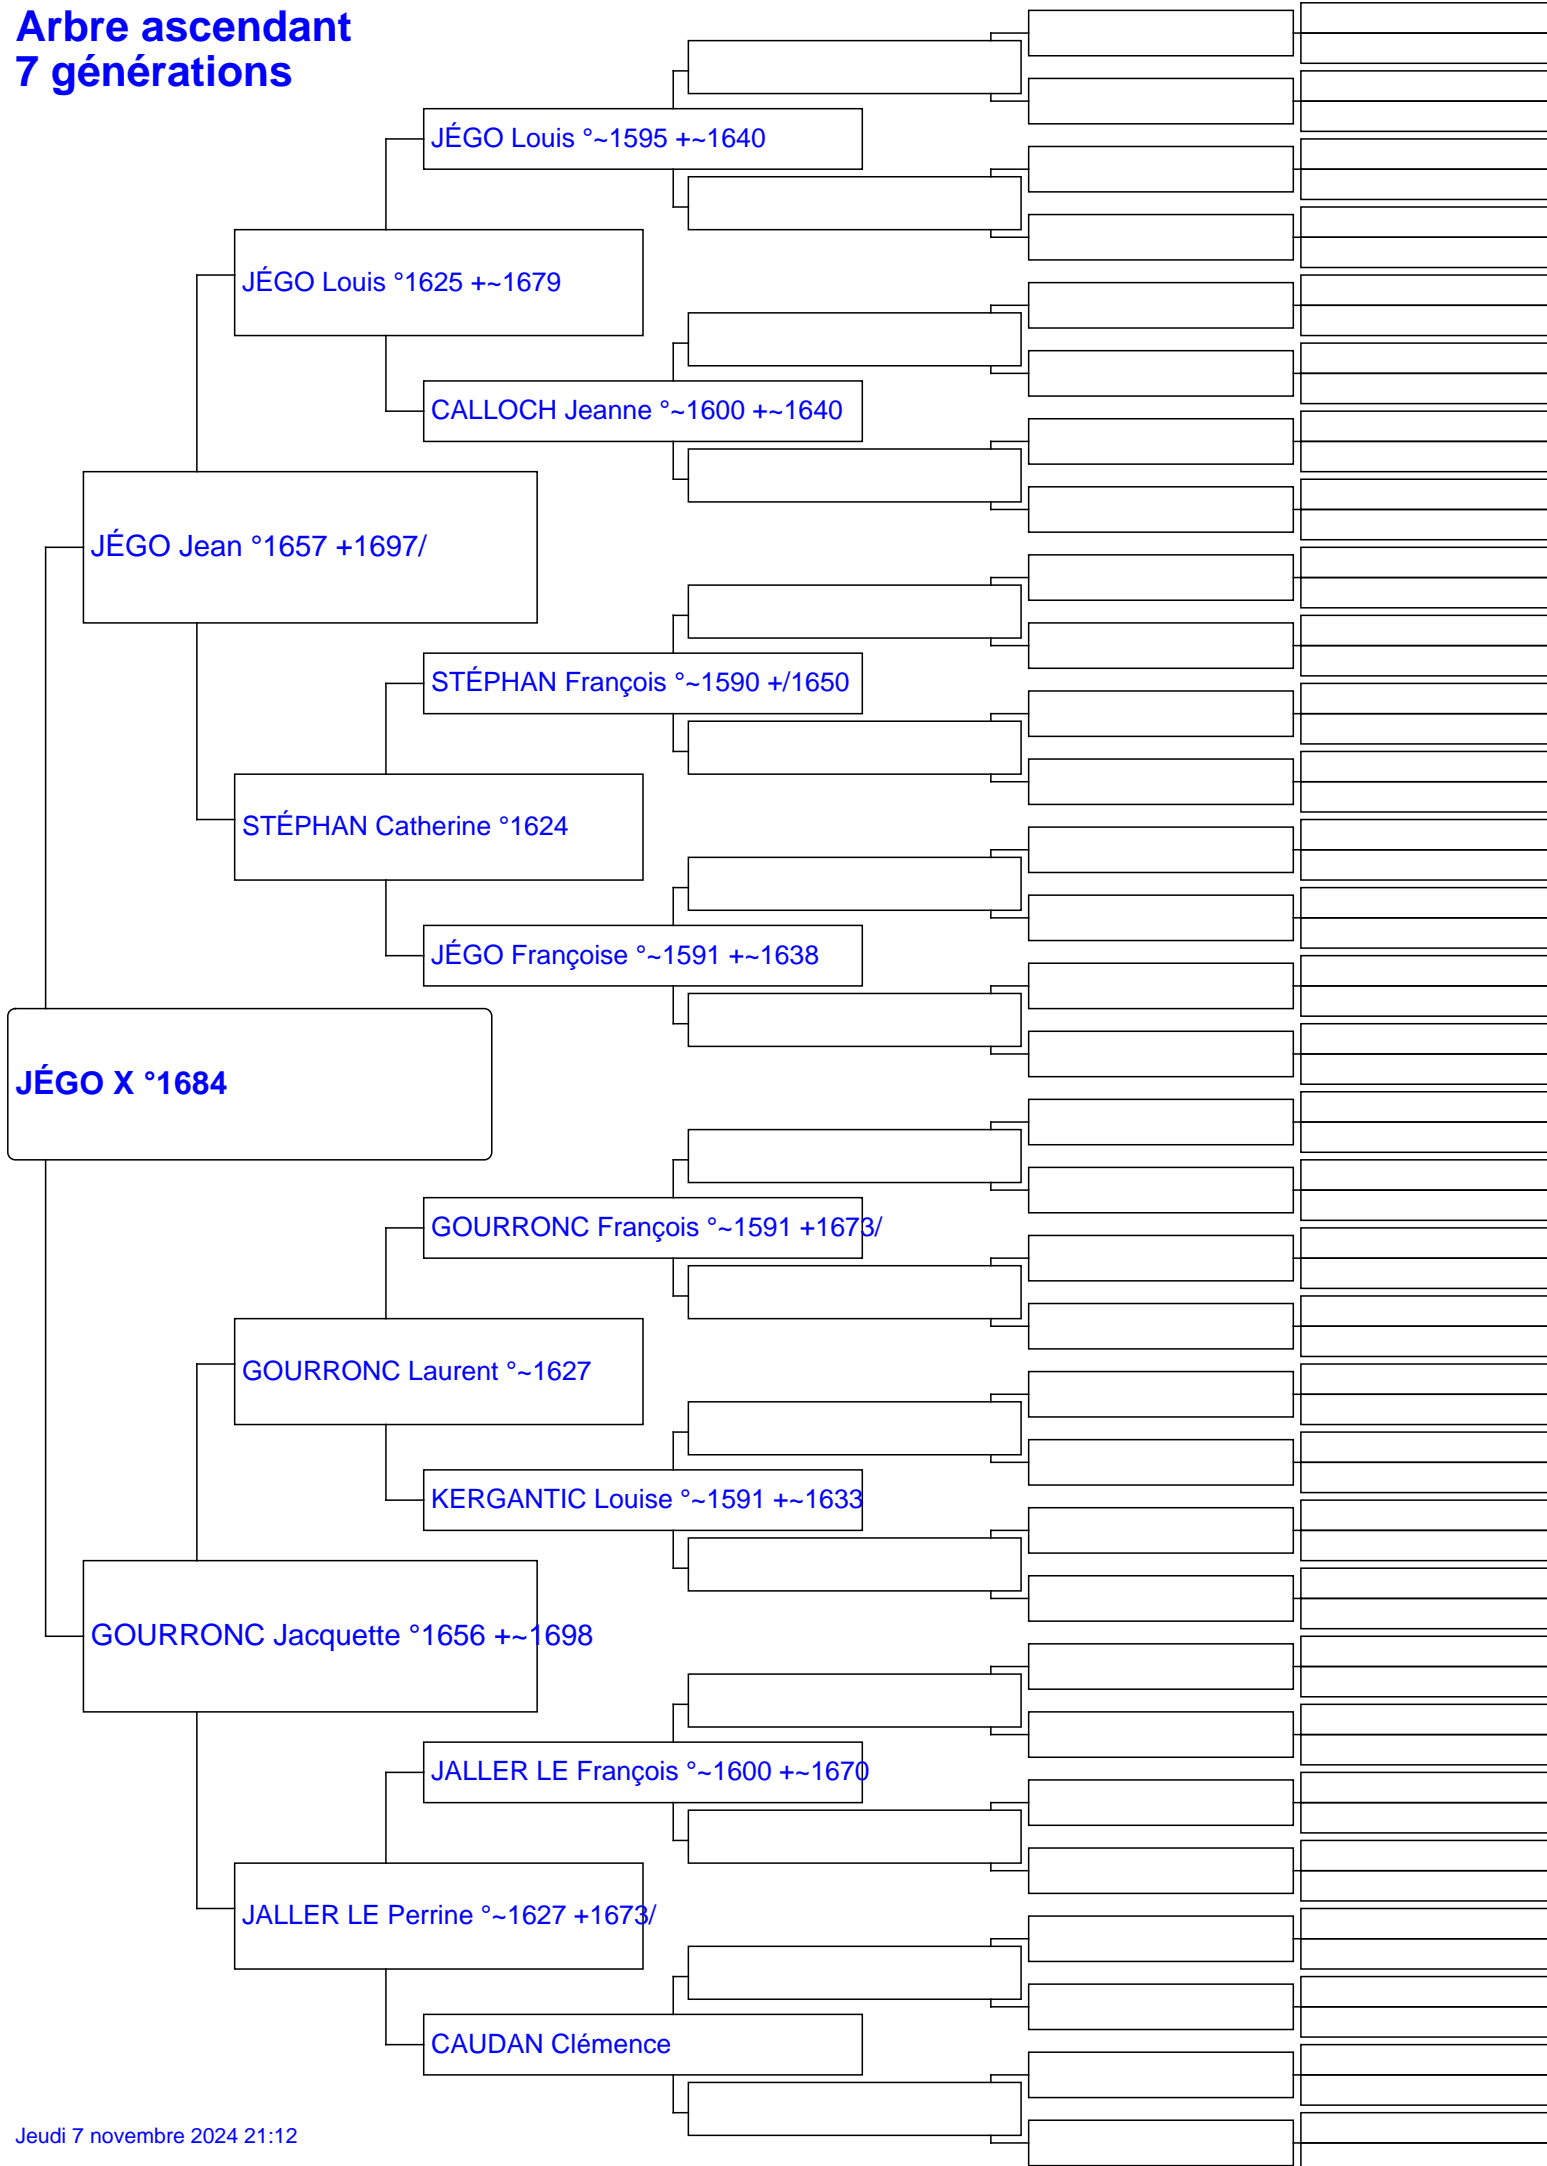 Arbre ascendant
7 générations
JÉGO Louis °~1595 +~1640
JÉGO Louis °1625 +~1679
CALLOCH Jeanne °~1600 +~1640
JÉGO Jean °1657 +1697/
STÉPHAN François °~1590 +/1650
STÉPHAN Catherine °1624
JÉGO Françoise °~1591 +~1638
JÉGO X °1684
GOURRONC François °~1591 +1673/
GOURRONC Laurent °~1627
KERGANTIC Louise °~1591 +~1633
GOURRONC Jacquette °1656 +~1698
JALLER LE François °~1600 +~1670
JALLER LE Perrine °~1627 +1673/
CAUDAN Clémence
Jeudi 7 novembre 2024 21:12